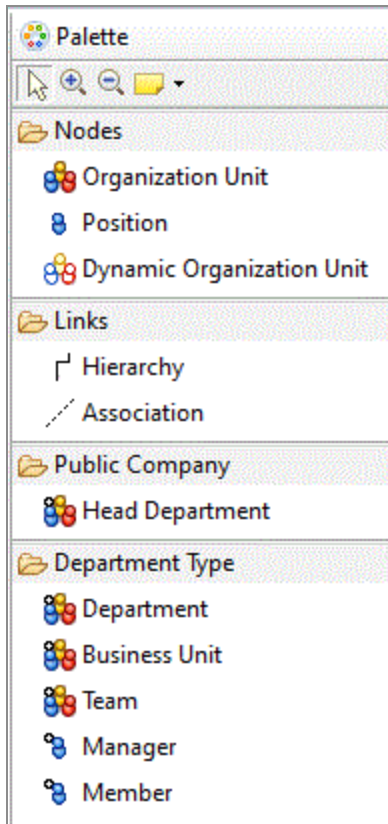 Palette
Nodes
Organization Unit
Position
Dynamic Organization Unit
Links
Hierarchy
Association
Public Company
Head Department
Department Type
Department
Business Unit
Team
Manager
Member